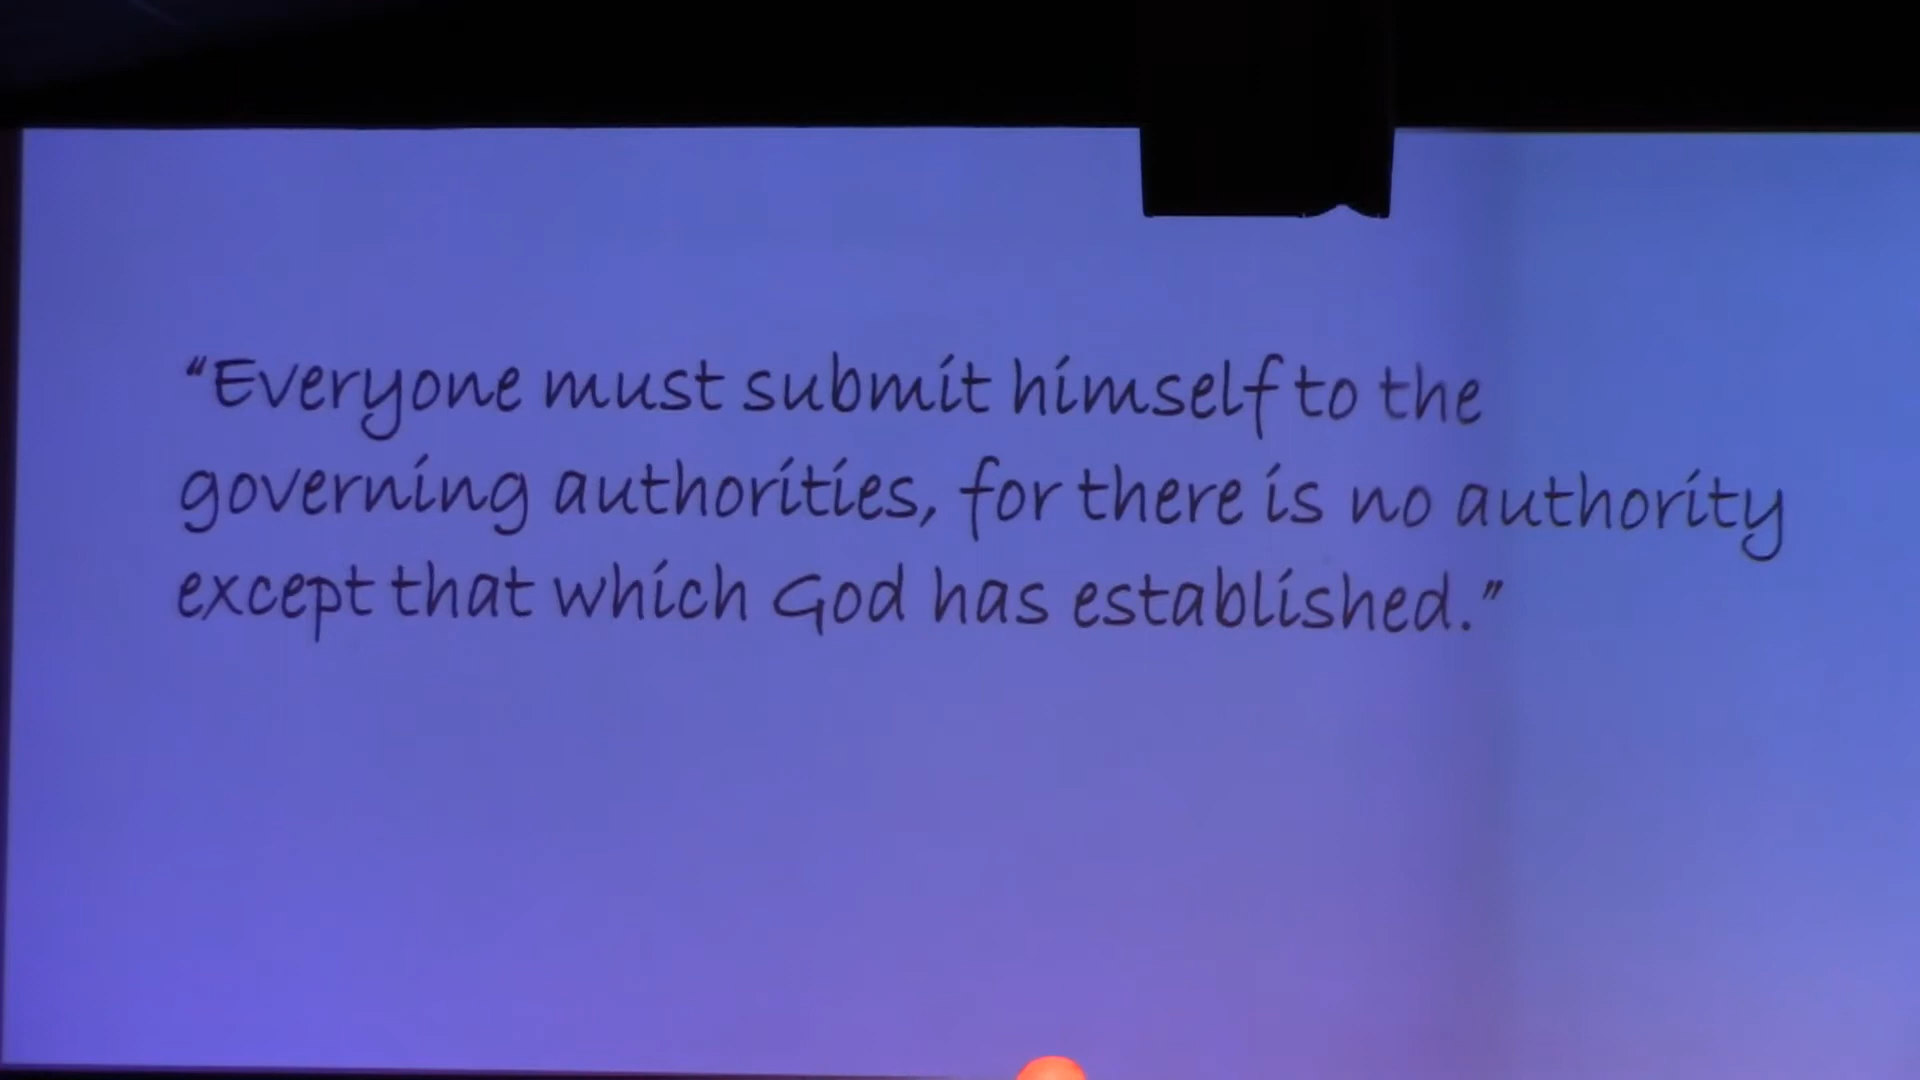 “Everyone must submit himself to the
governing authorities, for there is no authority
except that which God has established.”